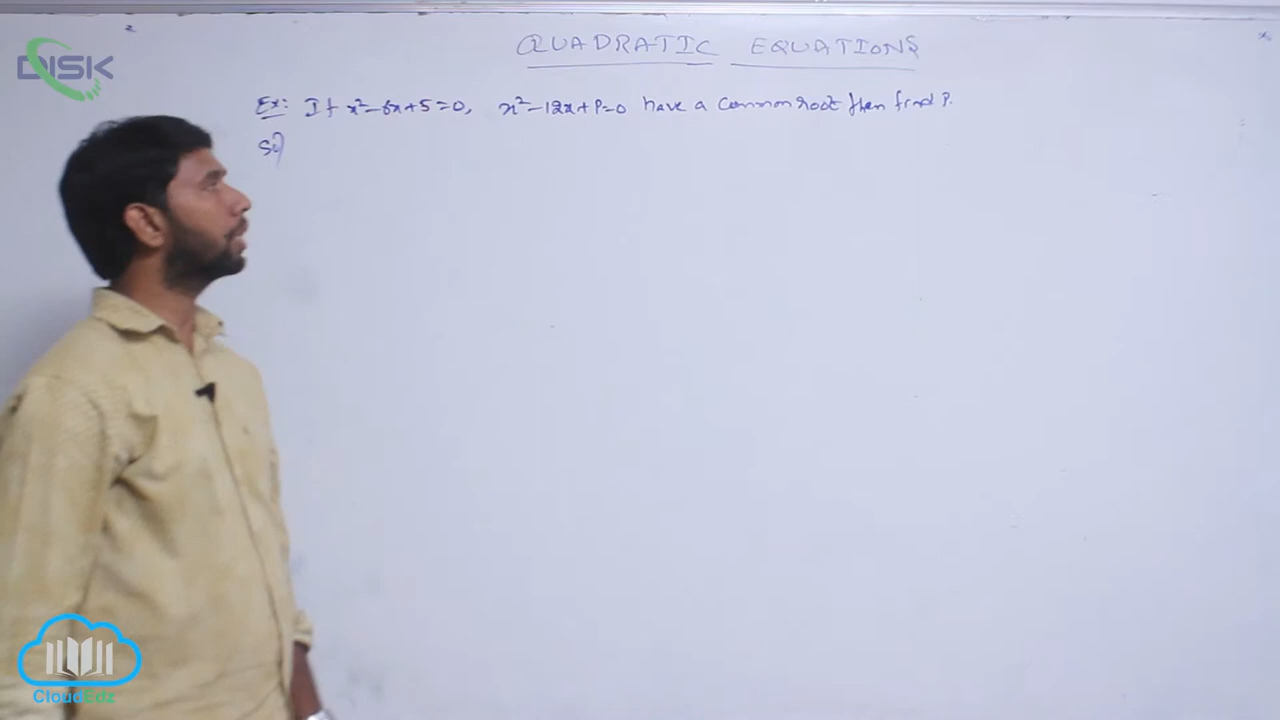 DISK
QUADRATIC EQUATIONS
Ex: If x²-6x+5=0, x²-12x+P=0 have a common root then find P.
Sol)
CloudEdz